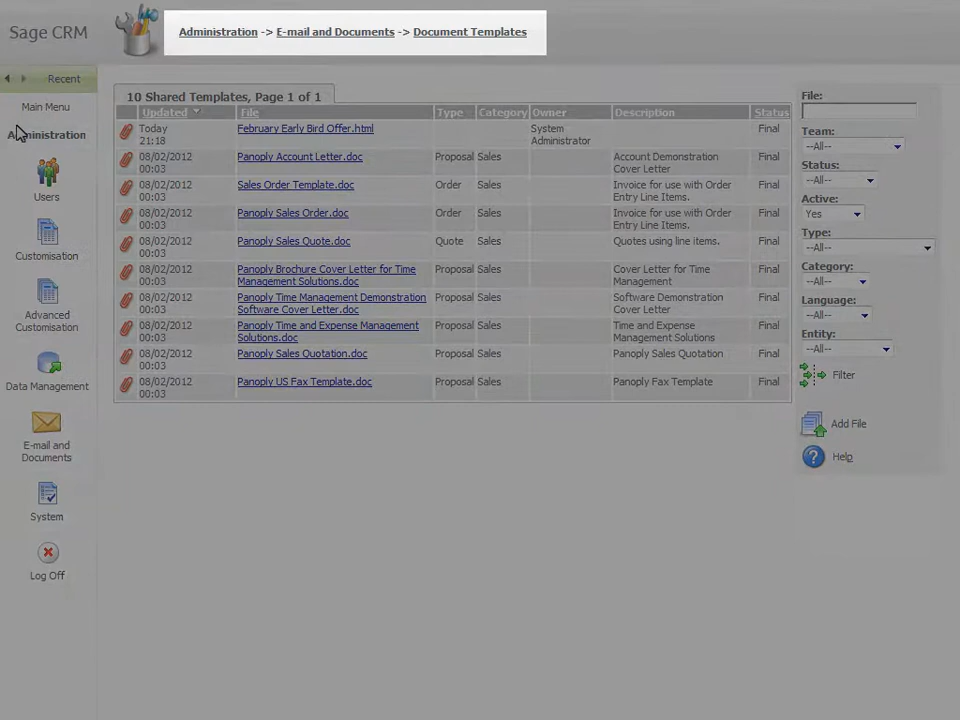 Sage CRM
Administration -> E-mail and Documents -> Document Templates
Recent
Main Menu
Administration
Users
Customisation
Advanced
Customisation
Data Management
E-mail and
Documents
System
Log Off
10 Shared Templates, Page 1 of 1
Updated File Type Category Owner Description Status
Today February Early Bird Offer.html System Final
21:18 Administrator
08/02/2012 Panoply Account Letter.doc Proposal Sales Account Demonstration Final
00:03 Cover Letter
08/02/2012 Sales Order Template.doc Order Sales Invoice for use with Order Final
00:03 Entry Line Items.
08/02/2012 Panoply Sales Order.doc Order Sales Invoice for use with Order Final
00:03 Entry Line Items.
08/02/2012 Panoply Sales Quote.doc Quote Sales Quotes using line items. Final
00:03
08/02/2012 Panoply Brochure Cover Letter for Time Proposal Sales Cover Letter for Time Final
00:03 Management Solutions.doc Management
08/02/2012 Panoply Time Management Demonstration Proposal Sales Software Demonstration Final
00:03 Software Cover Letter.doc Cover Letter
08/02/2012 Panoply Time and Expense Management Proposal Sales Time and Expense Final
00:03 Solutions.doc Management Solutions
08/02/2012 Panoply Sales Quotation.doc Proposal Sales Panoply Sales Quotation Final
00:03
08/02/2012 Panoply US Fax Template.doc Proposal Sales Panoply Fax Template Final
00:03
File:
Team:
--All--
Status:
--All--
Active:
Yes
Type:
--All--
Category:
--All--
Language:
--All--
Entity:
--All--
Filter
Add File
Help